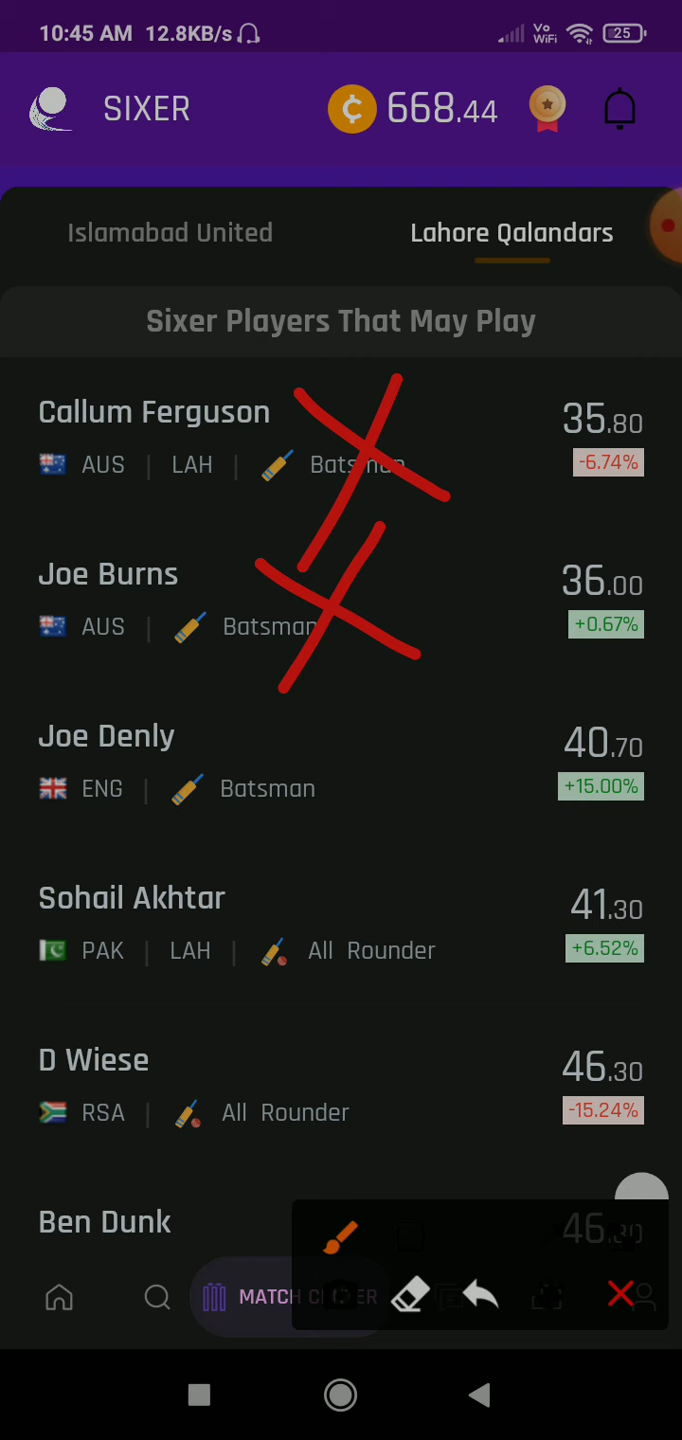 10:45 AM 12.8KB/s Vo WiFi 25
SIXER ₵ 668.44
Islamabad United Lahore Qalandars
Sixer Players That May Play
Callum Ferguson 35.80
AUS | LAH | Batsman -6.74%
Joe Burns 36.00
AUS | Batsman +0.67%
Joe Denly 40.70
ENG | Batsman +15.00%
Sohail Akhtar 41.30
PAK | LAH | All Rounder +6.52%
D Wiese 46.30
RSA | All Rounder -15.24%
Ben Dunk 46.30
MATCH